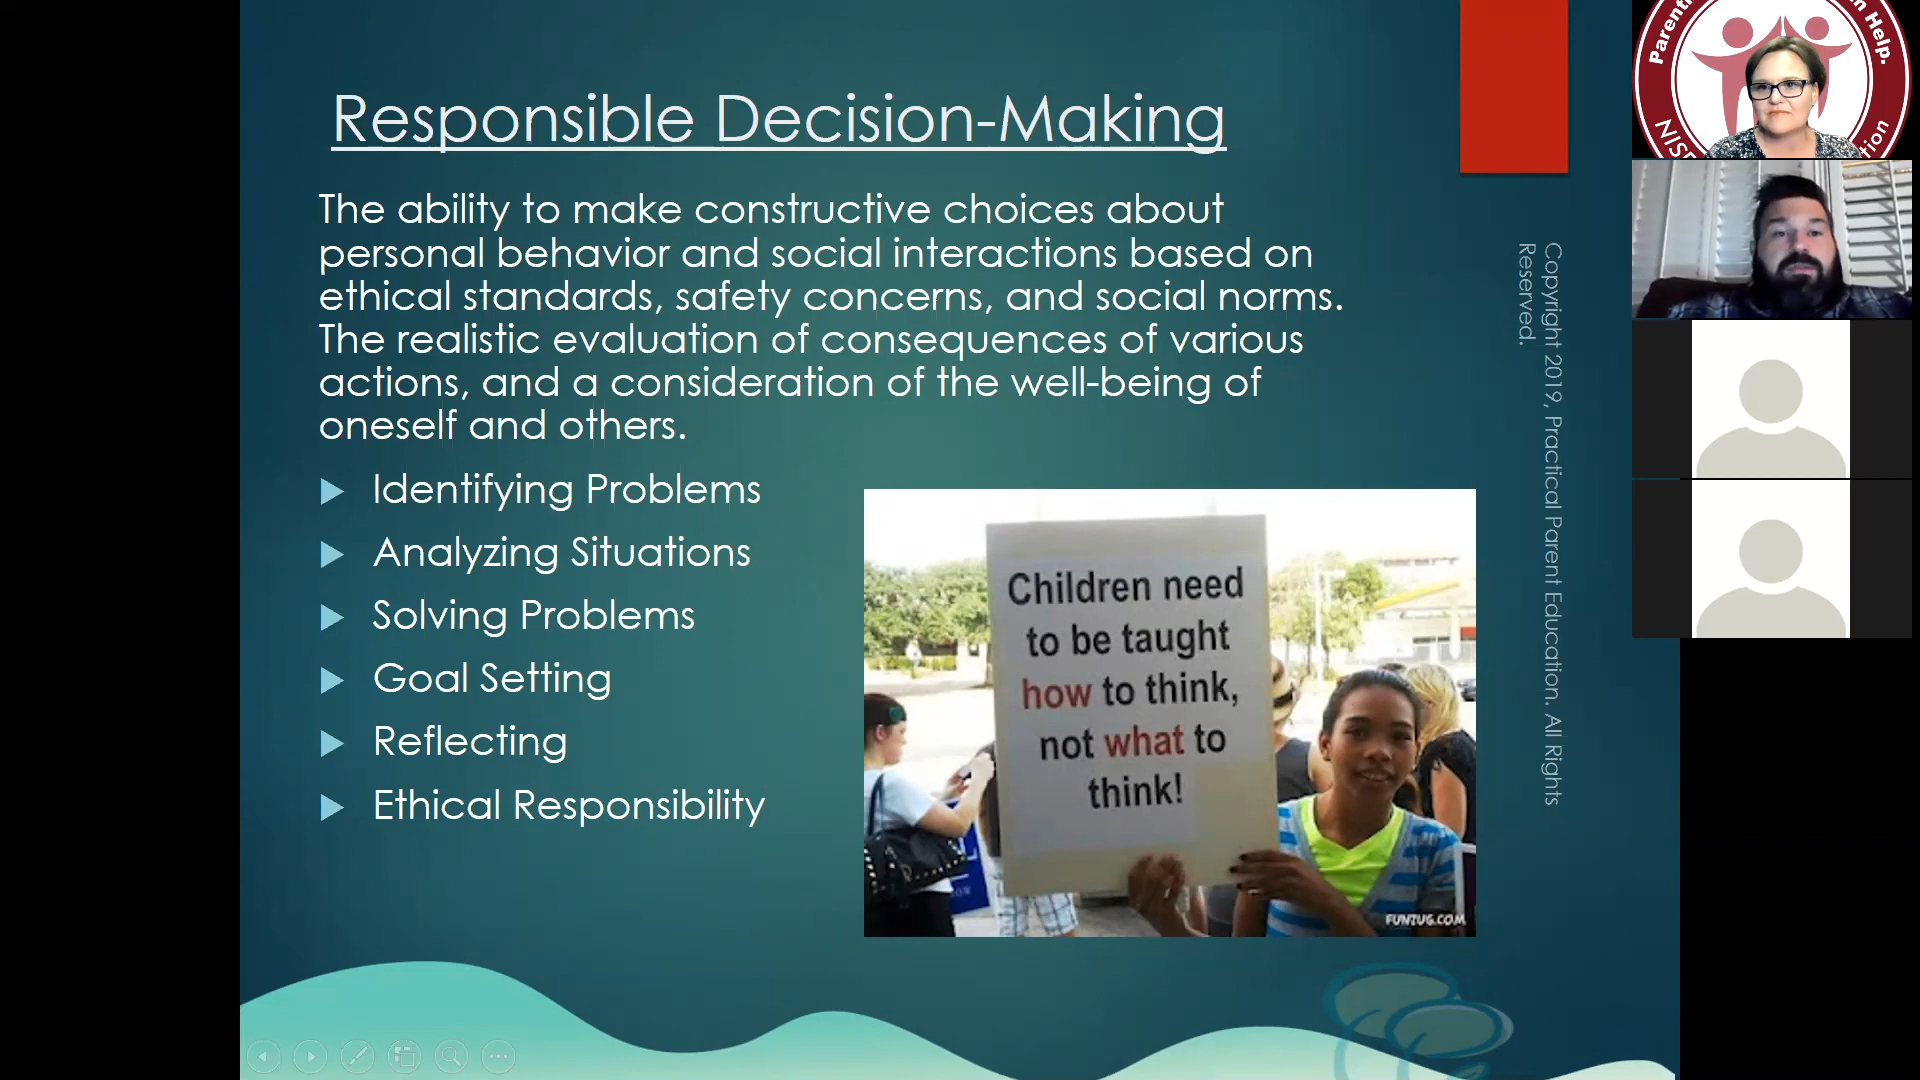 Responsible Decision-Making
The ability to make constructive choices about
personal behavior and social interactions based on
ethical standards, safety concerns, and social norms.
The realistic evaluation of consequences of various
actions, and a consideration of the well-being of
oneself and others.
Identifying Problems
Analyzing Situations
Solving Problems
Goal Setting
Reflecting
Ethical Responsibility
Children need
to be taught
how to think,
not what to
think!
FUNZUG.COM
Copyright 2019, Practical Parent Education. All Rights
Reserved.
Help.